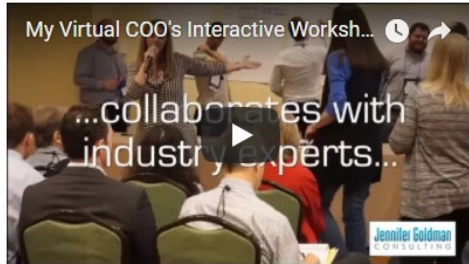 My Virtual COO's Interactive Worksh...
...collaborates with
industry experts...
Jennifer Goldman
CONSULTING